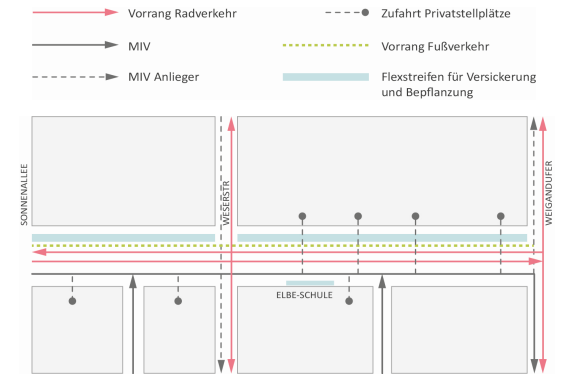 Vorrang Radverkehr
MIV
MIV Anlieger
Zufahrt Privatstellplätze
Vorrang Fußverkehr
Flexstreifen für Versickerung
und Bepflanzung
SONNENALLEE
WESERSTR
WEIGANDUFER
ELBE-SCHULE